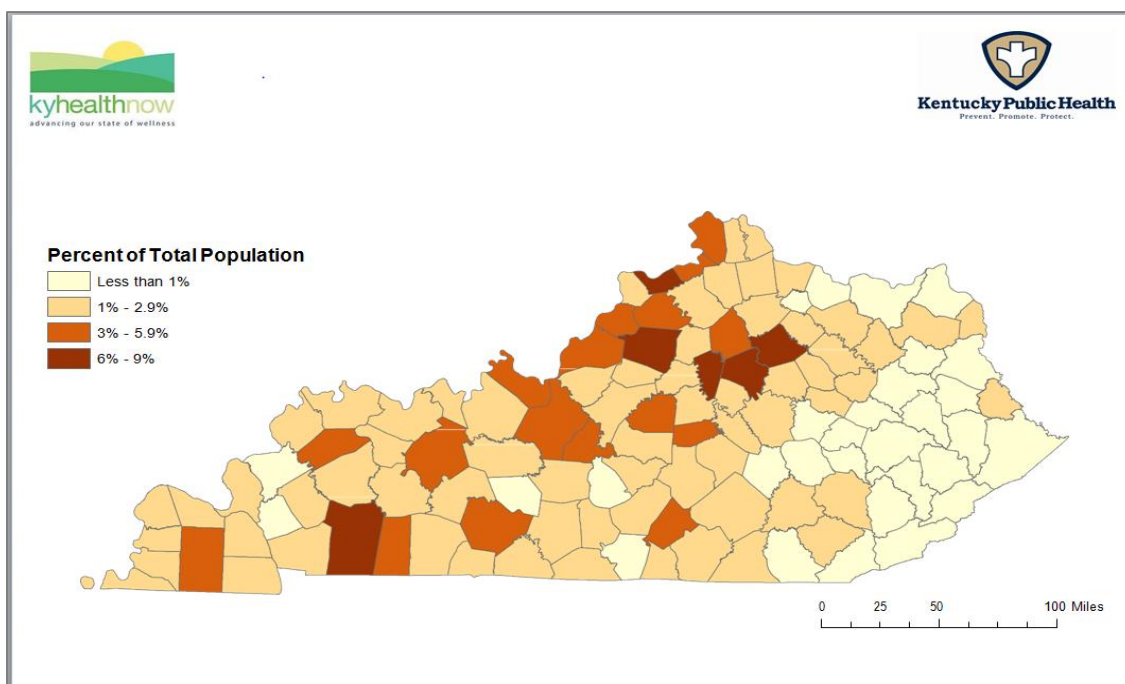 kyhealthnow
advancing our state of wellness
Kentucky Public Health
Prevent. Promote. Protect.
Percent of Total Population
Less than 1%
1% - 2.9%
3% - 5.9%
6% - 9%
0 25 50 100 Miles